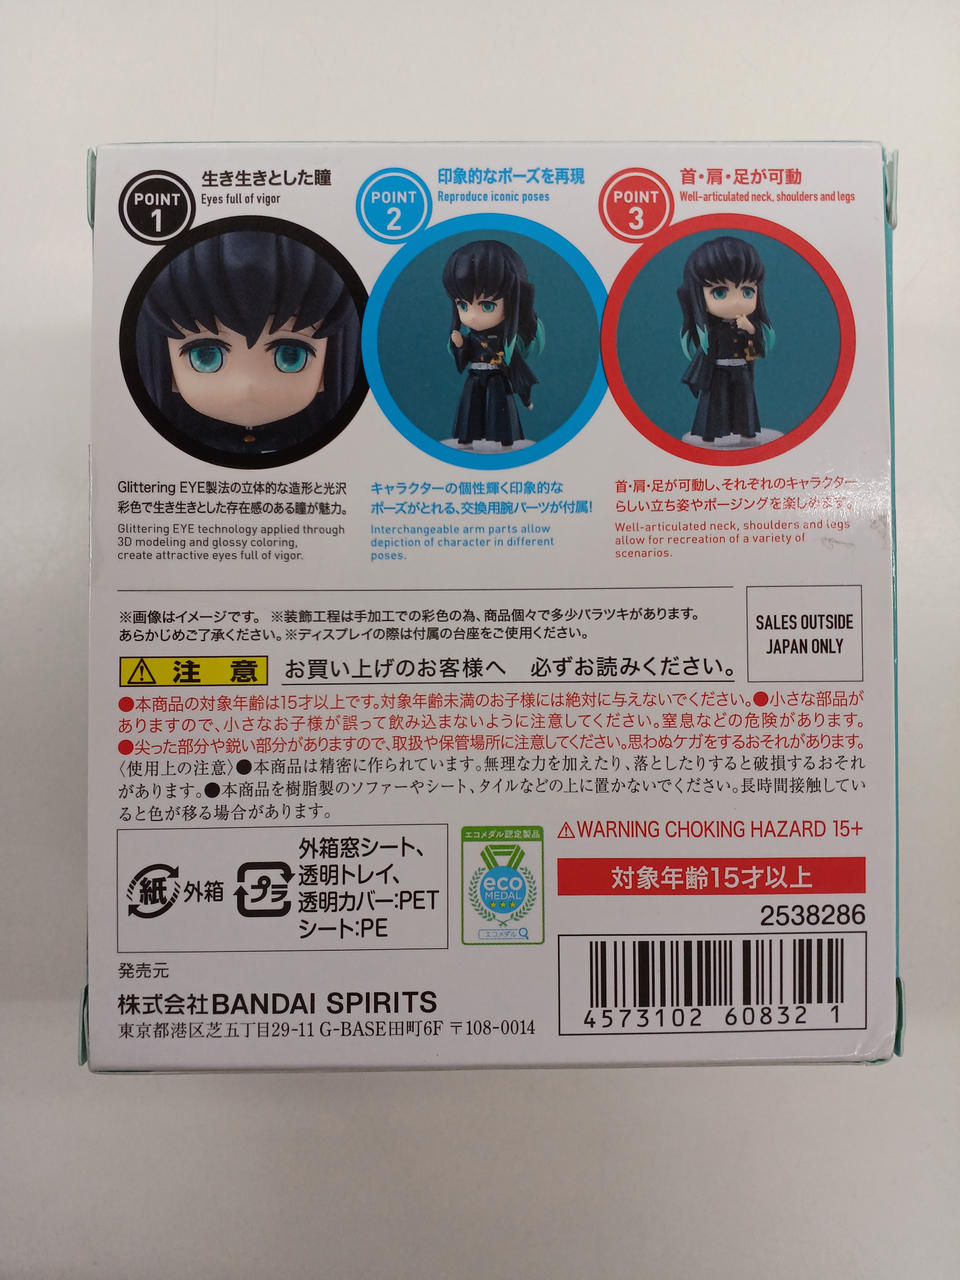 POINT
1
生き生きとした瞳
Eyes full of vigor
POINT
2
印象的なポーズを再現
Reproduce iconic poses
POINT
3
首・肩・足が可動
Well-articulated neck, shoulders and legs
Glittering EYE製法の立体的な造形と光沢
彩色で生き生きとした存在感のある瞳が魅力。
Glittering EYE technology applied through
3D modeling and glossy coloring,
create attractive eyes full of vigor.
キャラクターの個性輝く印象的な
ポーズがとれる、交換用腕パーツが付属!
Interchangeable arm parts allow
depiction of character in different
poses.
首・肩・足が可動し、それぞれのキャラクター
らしい立ち姿やポージングを楽しめます。
Well-articulated neck, shoulders and legs
allow for recreation of a variety of
scenarios.
※画像はイメージです。 ※装飾工程は手加工での彩色の為、商品個々で多少バラツキがあります。
あらかじめご了承ください。※ディスプレイの際は付属の台座をご使用ください。
SALES OUTSIDE
JAPAN ONLY
注 意 お買い上げのお客様へ 必ずお読みください。
●本商品の対象年齢は15才以上です。対象年齢未満のお子様には絶対に与えないでください。●小さな部品が
ありますので、小さなお子様が誤って飲み込まないように注意してください。窒息などの危険があります。
●尖った部分や鋭い部分がありますので、取扱や保管場所に注意してください。思わぬケガをするおそれがあります。
〈使用上の注意〉●本商品は精密に作られています。無理な力を加えたり、落としたりすると破損するおそれ
があります。●本商品を樹脂製のソファーやシート、タイルなどの上に置かないでください。長時間接触してい
ると色が移る場合があります。
紙 外箱
プラ
外箱窓シート、
透明トレイ、
透明カバー:PET
シート:PE
エコメダル認定製品
eco
MEDAL
エコメダル
⚠WARNING CHOKING HAZARD 15+
対象年齢15才以上
2538286
発売元
株式会社BANDAI SPIRITS
東京都港区芝五丁目29-11 G-BASE田町6F 〒108-0014
4573102 60832 1